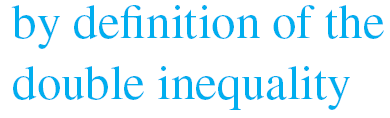 by definition of the
double inequality